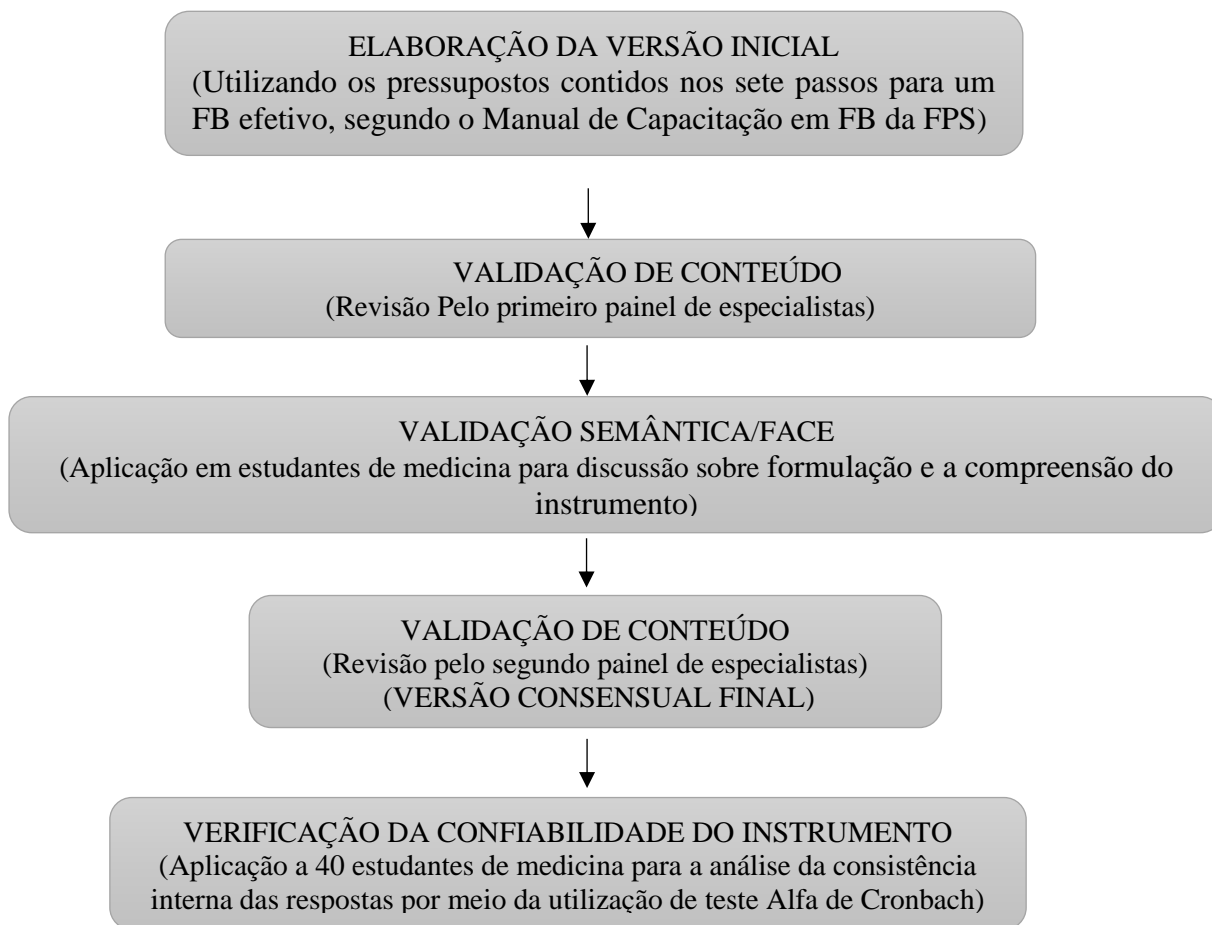 ELABORAÇÃO DA VERSÃO INICIAL
(Utilizando os pressupostos contidos nos sete passos para um
FB efetivo, segundo o Manual de Capacitação em FB da FPS)
VALIDAÇÃO DE CONTEÚDO
(Revisão Pelo primeiro painel de especialistas)
VALIDAÇÃO SEMÂNTICA/FACE
(Aplicação em estudantes de medicina para discussão sobre formulação e a compreensão do
instrumento)
VALIDAÇÃO DE CONTEÚDO
(Revisão pelo segundo painel de especialistas)
(VERSÃO CONSENSUAL FINAL)
VERIFICAÇÃO DA CONFIABILIDADE DO INSTRUMENTO
(Aplicação a 40 estudantes de medicina para a análise da consistência
interna das respostas por meio da utilização de teste Alfa de Cronbach)